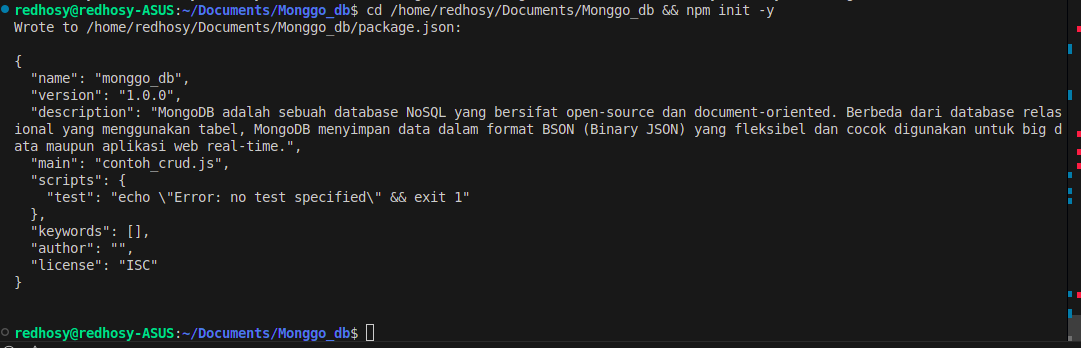 redhosy@redhosy-ASUS:~/Documents/Monggo_db$ cd /home/redhosy/Documents/Monggo_db && npm init -y
Wrote to /home/redhosy/Documents/Monggo_db/package.json:
{
  "name": "monggo_db",
  "version": "1.0.0",
  "description": "MongoDB adalah sebuah database NoSQL yang bersifat open-source dan document-oriented. Berbeda dari database relas
ional yang menggunakan tabel, MongoDB menyimpan data dalam format BSON (Binary JSON) yang fleksibel dan cocok digunakan untuk big d
ata maupun aplikasi web real-time.",
  "main": "contoh_crud.js",
  "scripts": {
    "test": "echo \"Error: no test specified\" && exit 1"
  },
  "keywords": [],
  "author": "",
  "license": "ISC"
}
redhosy@redhosy-ASUS:~/Documents/Monggo_db$